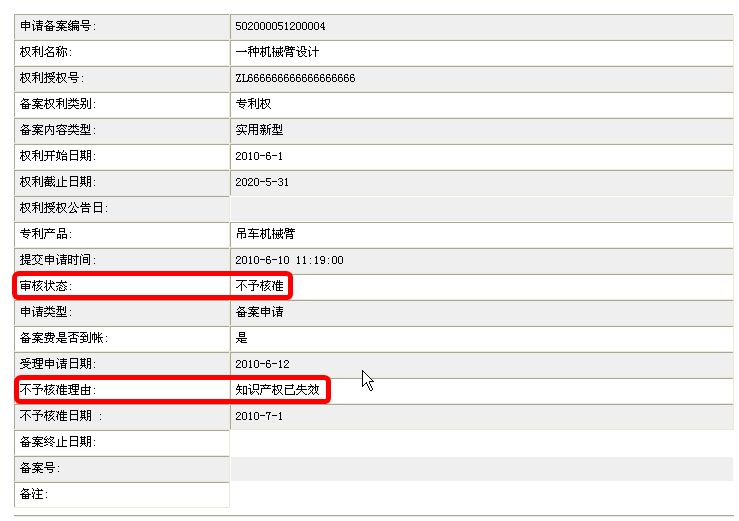 申请备案编号: 502000051200004
权利名称: 一种机械臂设计
权利授权号: ZL666666666666666666
备案权利类别: 专利权
备案内容类型: 实用新型
权利开始日期: 2010-6-1
权利截止日期: 2020-5-31
权利授权公告日:
专利产品: 吊车机械臂
提交申请时间: 2010-6-10 11:19:00
审核状态: 不予核准
申请类型: 备案申请
备案费是否到帐: 是
受理申请日期: 2010-6-12
不予核准理由: 知识产权已失效
不予核准日期 : 2010-7-1
备案终止日期:
备案号:
备注: